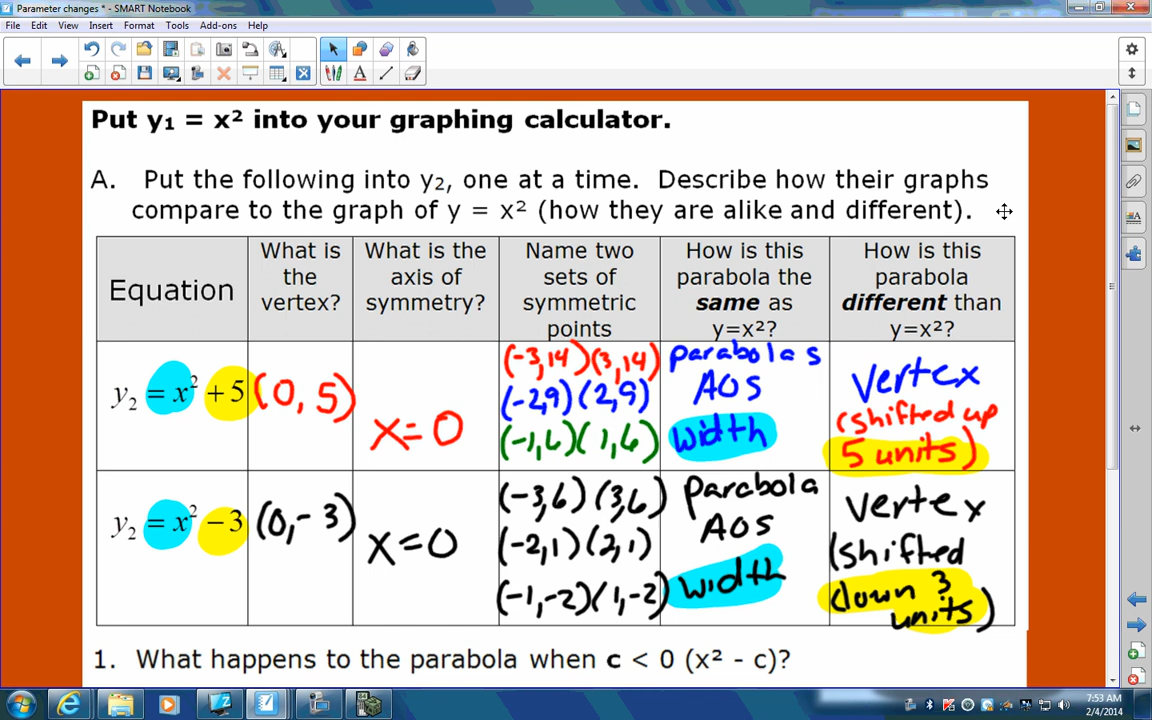 Parameter changes * - SMART Notebook
File Edit View Insert Format Tools Add-ons Help
Put y₁ = x² into your graphing calculator.
A. Put the following into y₂, one at a time. Describe how their graphs
compare to the graph of y = x² (how they are alike and different).
Equation
What is
the
vertex?
What is the
axis of
symmetry?
Name two
sets of
symmetric
points
How is this
parabola the
same as
y=x²?
How is this
parabola
different than
y=x²?
y₂ = x² + 5
(0, 5)
x=0
(-3,14)(3,14)
(-2,9)(2,9)
(-1,6)(1,6)
parabolas
AOS
width
vertex
(shifted up
5 units)
y₂ = x² − 3
(0,-3)
x=0
(-3,6)(3,6)
(-2,1)(2,1)
(-1,-2)(1,-2)
parabola
AOS
width
vertex
(shifted
down 3
units)
1. What happens to the parabola when c < 0 (x² - c)?
7:53 AM
2/4/2014